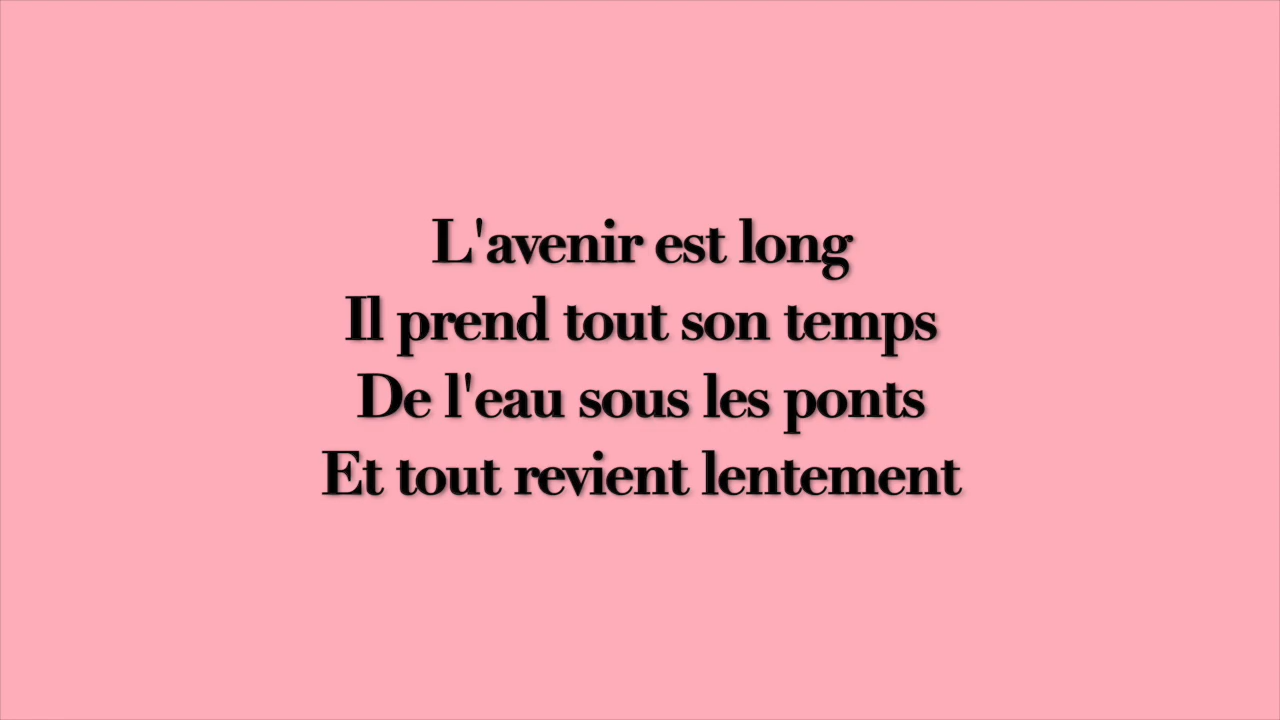 L'avenir est long
Il prend tout son temps
De l'eau sous les ponts
Et tout revient lentement